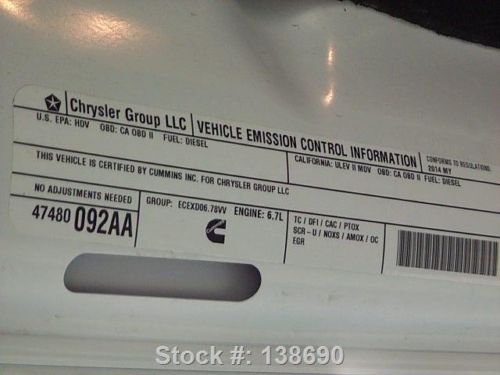 Chrysler Group LLC
VEHICLE EMISSION CONTROL INFORMATION
CONFORMS TO REGULATIONS:
2014 MY
U.S. EPA: HDV OBD: CA OBD II FUEL: DIESEL
CALIFORNIA: ULEV II MDV OBD: CA OBD II FUEL: DIESEL
THIS VEHICLE IS CERTIFIED BY CUMMINS INC. FOR CHRYSLER GROUP LLC
NO ADJUSTMENTS NEEDED
47480 092AA
GROUP: ECEXD06.78VV ENGINE: 6.7L
TC / DFI / CAC / PTOX
SCR - U / NOXS / AMOX / OC
EGR
Stock #: 138690